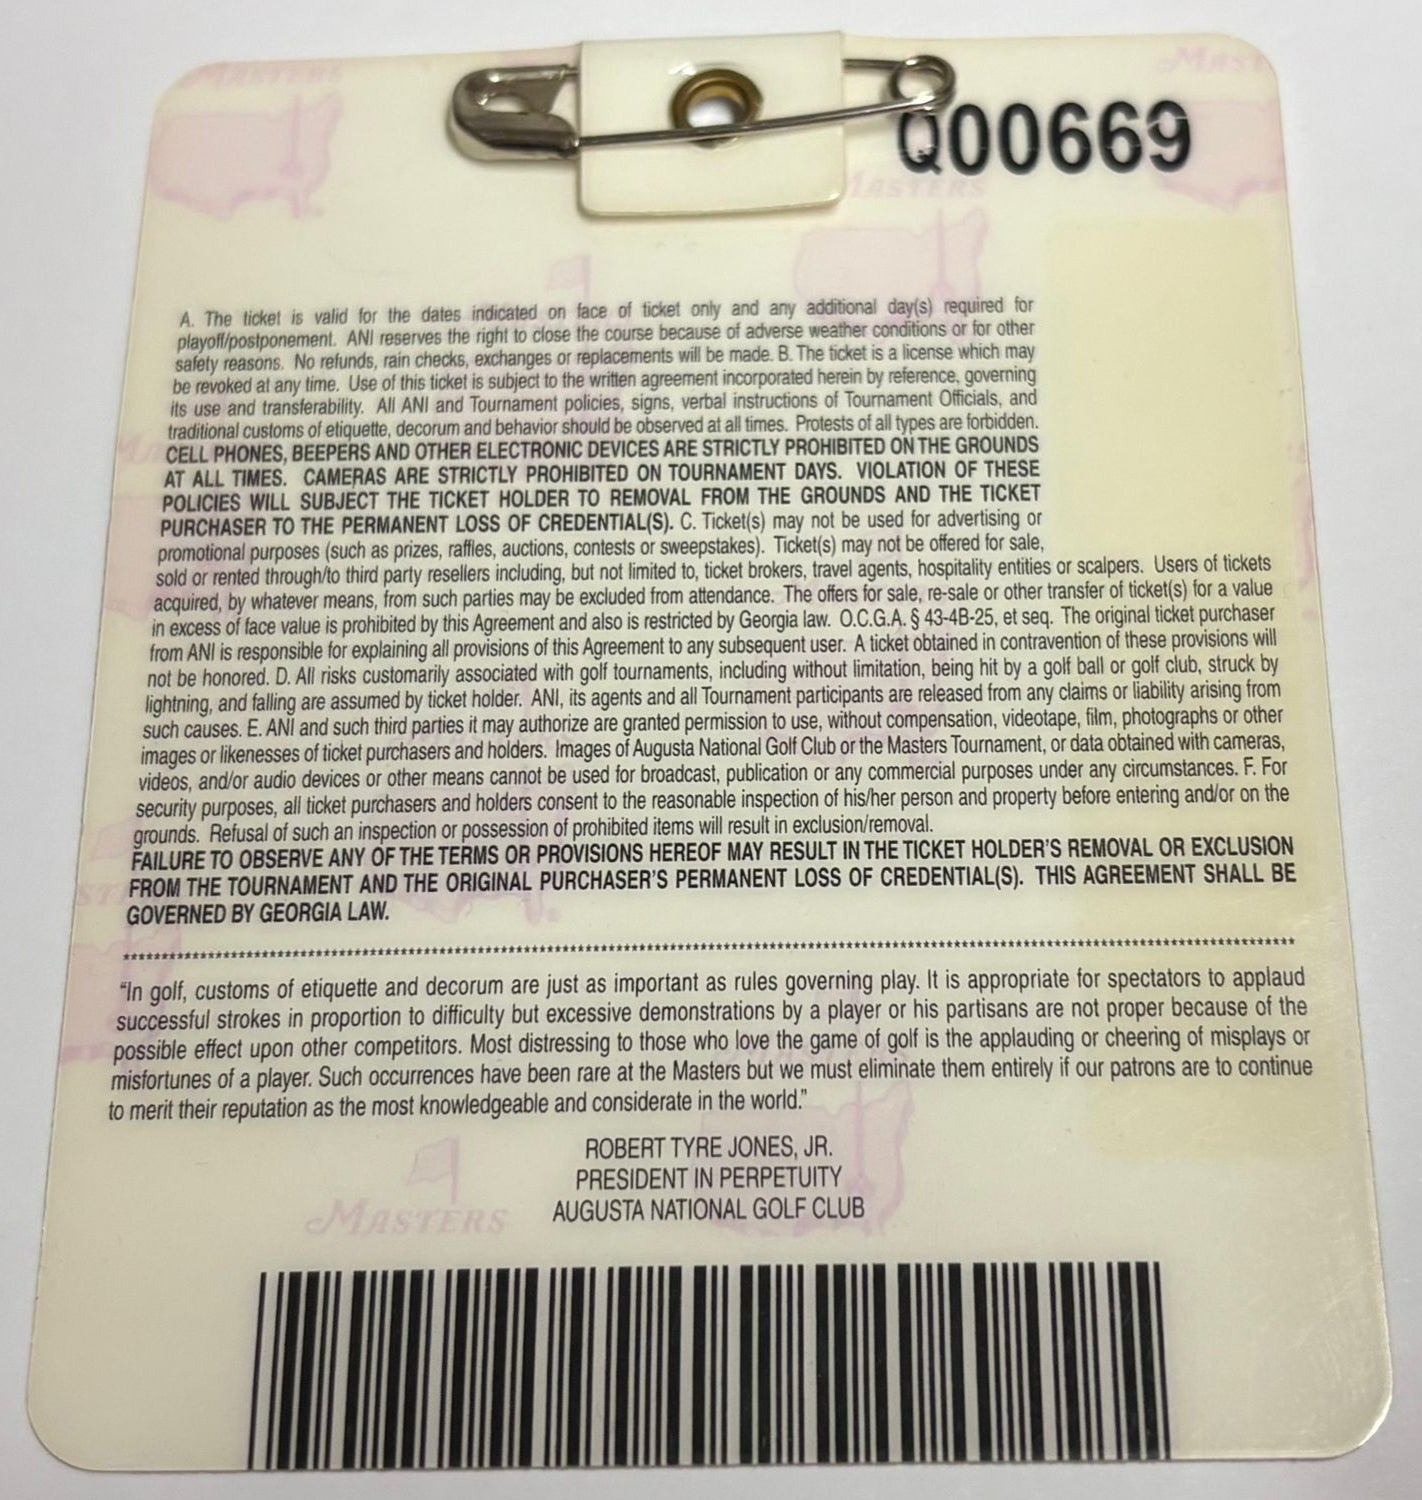 MASTERS
MAST
Q00669
MASTERS
A. The ticket is valid for the dates indicated on face of ticket only and any additional day(s) required for
playoff/postponement. ANI reserves the right to close the course because of adverse weather conditions or for other
safety reasons. No refunds, rain checks, exchanges or replacements will be made. B. The ticket is a license which may
be revoked at any time. Use of this ticket is subject to the written agreement incorporated herein by reference, governing
its use and transferability. All ANI and Tournament policies, signs, verbal instructions of Tournament Officials, and
traditional customs of etiquette, decorum and behavior should be observed at all times. Protests of all types are forbidden.
CELL PHONES, BEEPERS AND OTHER ELECTRONIC DEVICES ARE STRICTLY PROHIBITED ON THE GROUNDS
AT ALL TIMES. CAMERAS ARE STRICTLY PROHIBITED ON TOURNAMENT DAYS. VIOLATION OF THESE
POLICIES WILL SUBJECT THE TICKET HOLDER TO REMOVAL FROM THE GROUNDS AND THE TICKET
PURCHASER TO THE PERMANENT LOSS OF CREDENTIAL(S). C. Ticket(s) may not be used for advertising or
promotional purposes (such as prizes, raffles, auctions, contests or sweepstakes). Ticket(s) may not be offered for sale,
sold or rented through/to third party resellers including, but not limited to, ticket brokers, travel agents, hospitality entities or scalpers. Users of tickets
acquired, by whatever means, from such parties may be excluded from attendance. The offers for sale, re-sale or other transfer of ticket(s) for a value
in excess of face value is prohibited by this Agreement and also is restricted by Georgia law. O.C.G.A. § 43-4B-25, et seq. The original ticket purchaser
from ANI is responsible for explaining all provisions of this Agreement to any subsequent user. A ticket obtained in contravention of these provisions will
not be honored. D. All risks customarily associated with golf tournaments, including without limitation, being hit by a golf ball or golf club, struck by
lightning, and falling are assumed by ticket holder. ANI, its agents and all Tournament participants are released from any claims or liability arising from
such causes. E. ANI and such third parties it may authorize are granted permission to use, without compensation, videotape, film, photographs or other
images or likenesses of ticket purchasers and holders. Images of Augusta National Golf Club or the Masters Tournament, or data obtained with cameras,
videos, and/or audio devices or other means cannot be used for broadcast, publication or any commercial purposes under any circumstances. F. For
security purposes, all ticket purchasers and holders consent to the reasonable inspection of his/her person and property before entering and/or on the
grounds. Refusal of such an inspection or possession of prohibited items will result in exclusion/removal.
FAILURE TO OBSERVE ANY OF THE TERMS OR PROVISIONS HEREOF MAY RESULT IN THE TICKET HOLDER'S REMOVAL OR EXCLUSION
FROM THE TOURNAMENT AND THE ORIGINAL PURCHASER'S PERMANENT LOSS OF CREDENTIAL(S). THIS AGREEMENT SHALL BE
GOVERNED BY GEORGIA LAW.
"In golf, customs of etiquette and decorum are just as important as rules governing play. It is appropriate for spectators to applaud
successful strokes in proportion to difficulty but excessive demonstrations by a player or his partisans are not proper because of the
possible effect upon other competitors. Most distressing to those who love the game of golf is the applauding or cheering of misplays or
misfortunes of a player. Such occurrences have been rare at the Masters but we must eliminate them entirely if our patrons are to continue
to merit their reputation as the most knowledgeable and considerate in the world."
ROBERT TYRE JONES, JR.
PRESIDENT IN PERPETUITY
AUGUSTA NATIONAL GOLF CLUB
MASTERS